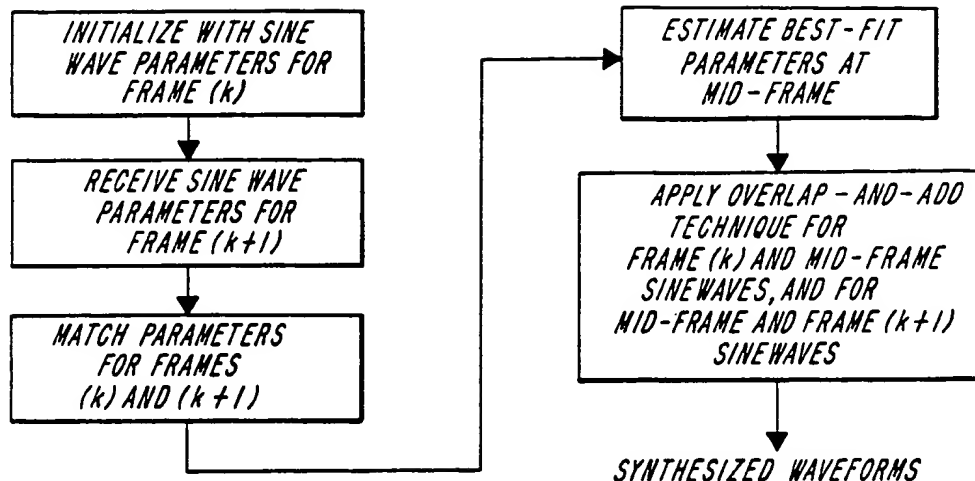 INITIALIZE WITH SINE
WAVE PARAMETERS FOR
FRAME (k)
RECEIVE SINE WAVE
PARAMETERS FOR
FRAME (k+1)
MATCH PARAMETERS
FOR FRAMES
(k) AND (k+1)
ESTIMATE BEST-FIT
PARAMETERS AT
MID-FRAME
APPLY OVERLAP-AND-ADD
TECHNIQUE FOR
FRAME (k) AND MID-FRAME
SINEWAVES, AND FOR
MID-FRAME AND FRAME (k+1)
SINEWAVES
SYNTHESIZED WAVEFORMS